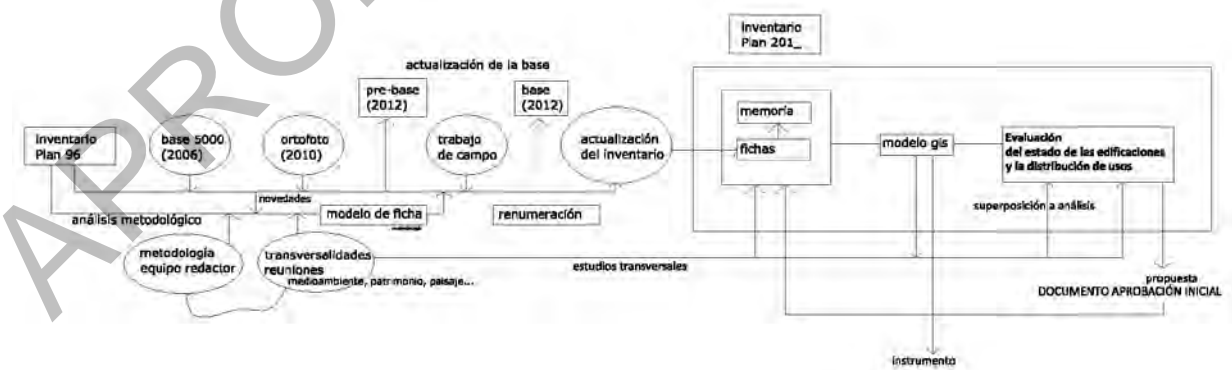 inventario
Plan 201_
actualización de la base
pre-base
(2012)
base
(2012)
inventario
Plan 96
base 5000
(2006)
ortofoto
(2010)
trabajo
de campo
actualización
del inventario
memoria
fichas
modelo gis
Evaluación
del estado de las edificaciones
y la distribución de usos
novedades
análisis metodológico
modelo de ficha
renumeración
superposición a análisis
metodología
equipo redactor
transversalidades
reuniones
medioambiente, patrimonio, paisaje...
estudios transversales
propuesta
DOCUMENTO APROBACIÓN INICIAL
instrumento
APRO